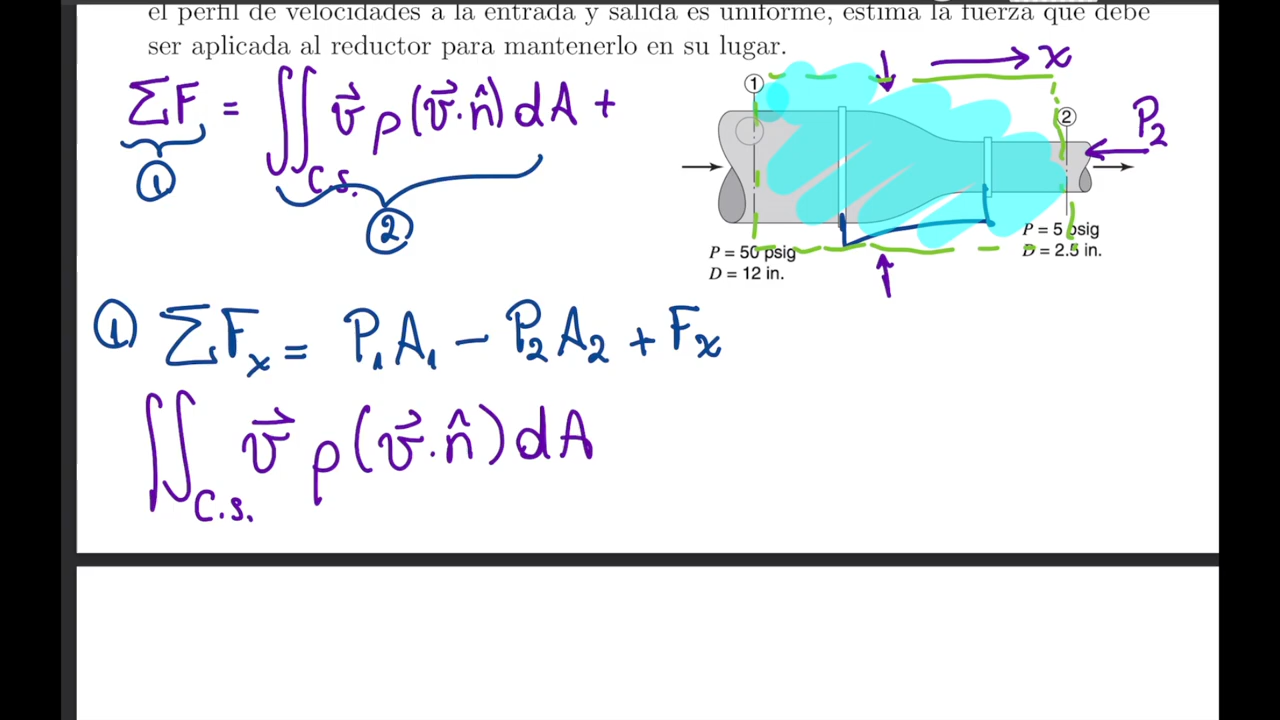 el perfil de velocidades a la entrada y salida es uniforme, estima la fuerza que debe
ser aplicada al reductor para mantenerlo en su lugar.
ΣF = ∬c.s. v⃗ ρ(v⃗·n̂) dA +
①
②
→ x
①
②
P₂
P = 50 psig
D = 12 in.
P = 5 psig
D = 2.5 in.
① ΣFₓ = P₁A₁ − P₂A₂ + Fₓ
∬c.s. v⃗ ρ(v⃗·n̂) dA